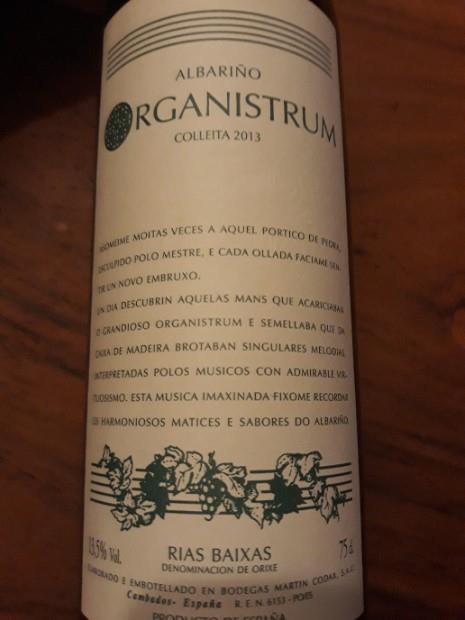 ALBARIÑO
ORGANISTRUM
COLLEITA 2013
ASOMEIME MOITAS VECES A AQUEL PORTICO DE PEDRA,
ESCULPIDO POLO MESTRE, E CADA OLLADA FACIAME SEN-
TIR UN NOVO EMBRUXO.
UN DIA DESCUBRIN AQUELAS MANS QUE ACARICIABAN
O GRANDIOSO ORGANISTRUM E SEMELLABA QUE DA
CAIXA DE MADEIRA BROTABAN SINGULARES MELODIAS
INTERPRETADAS POLOS MUSICOS CON ADMIRABLE VIR-
TUOSISMO. ESTA MUSICA IMAXINADA FIXOME RECORDAR
OS HARMONIOSOS MATICES E SABORES DO ALBARIÑO.
13.5% Vol. RIAS BAIXAS 75 cl.
DENOMINACION DE ORIXE
ELABORADO E EMBOTELLADO EN BODEGAS MARTIN CODAX, S.A.
Cambados- España R. E. N. 6153 - PO/ES
PRODUCTO DE ESPAÑA